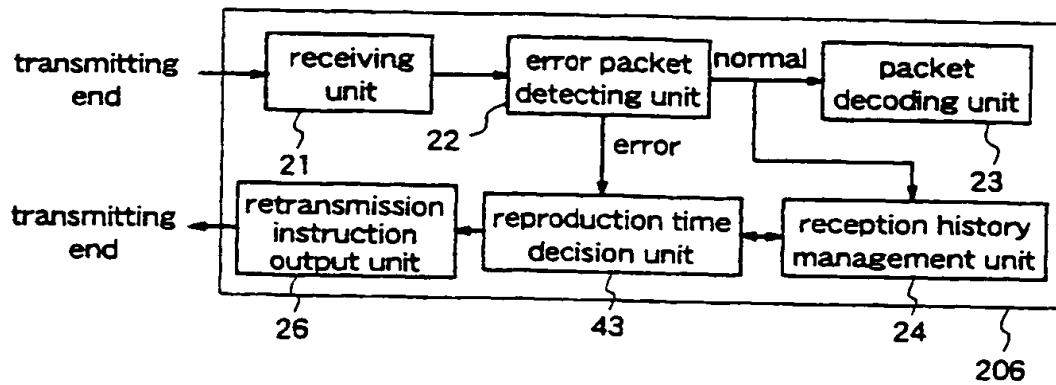 transmitting
end
receiving
unit
21
error packet
detecting unit
22
normal
packet
decoding unit
23
error
transmitting
end
retransmission
instruction
output unit
26
reproduction time
decision unit
43
reception history
management unit
24
206